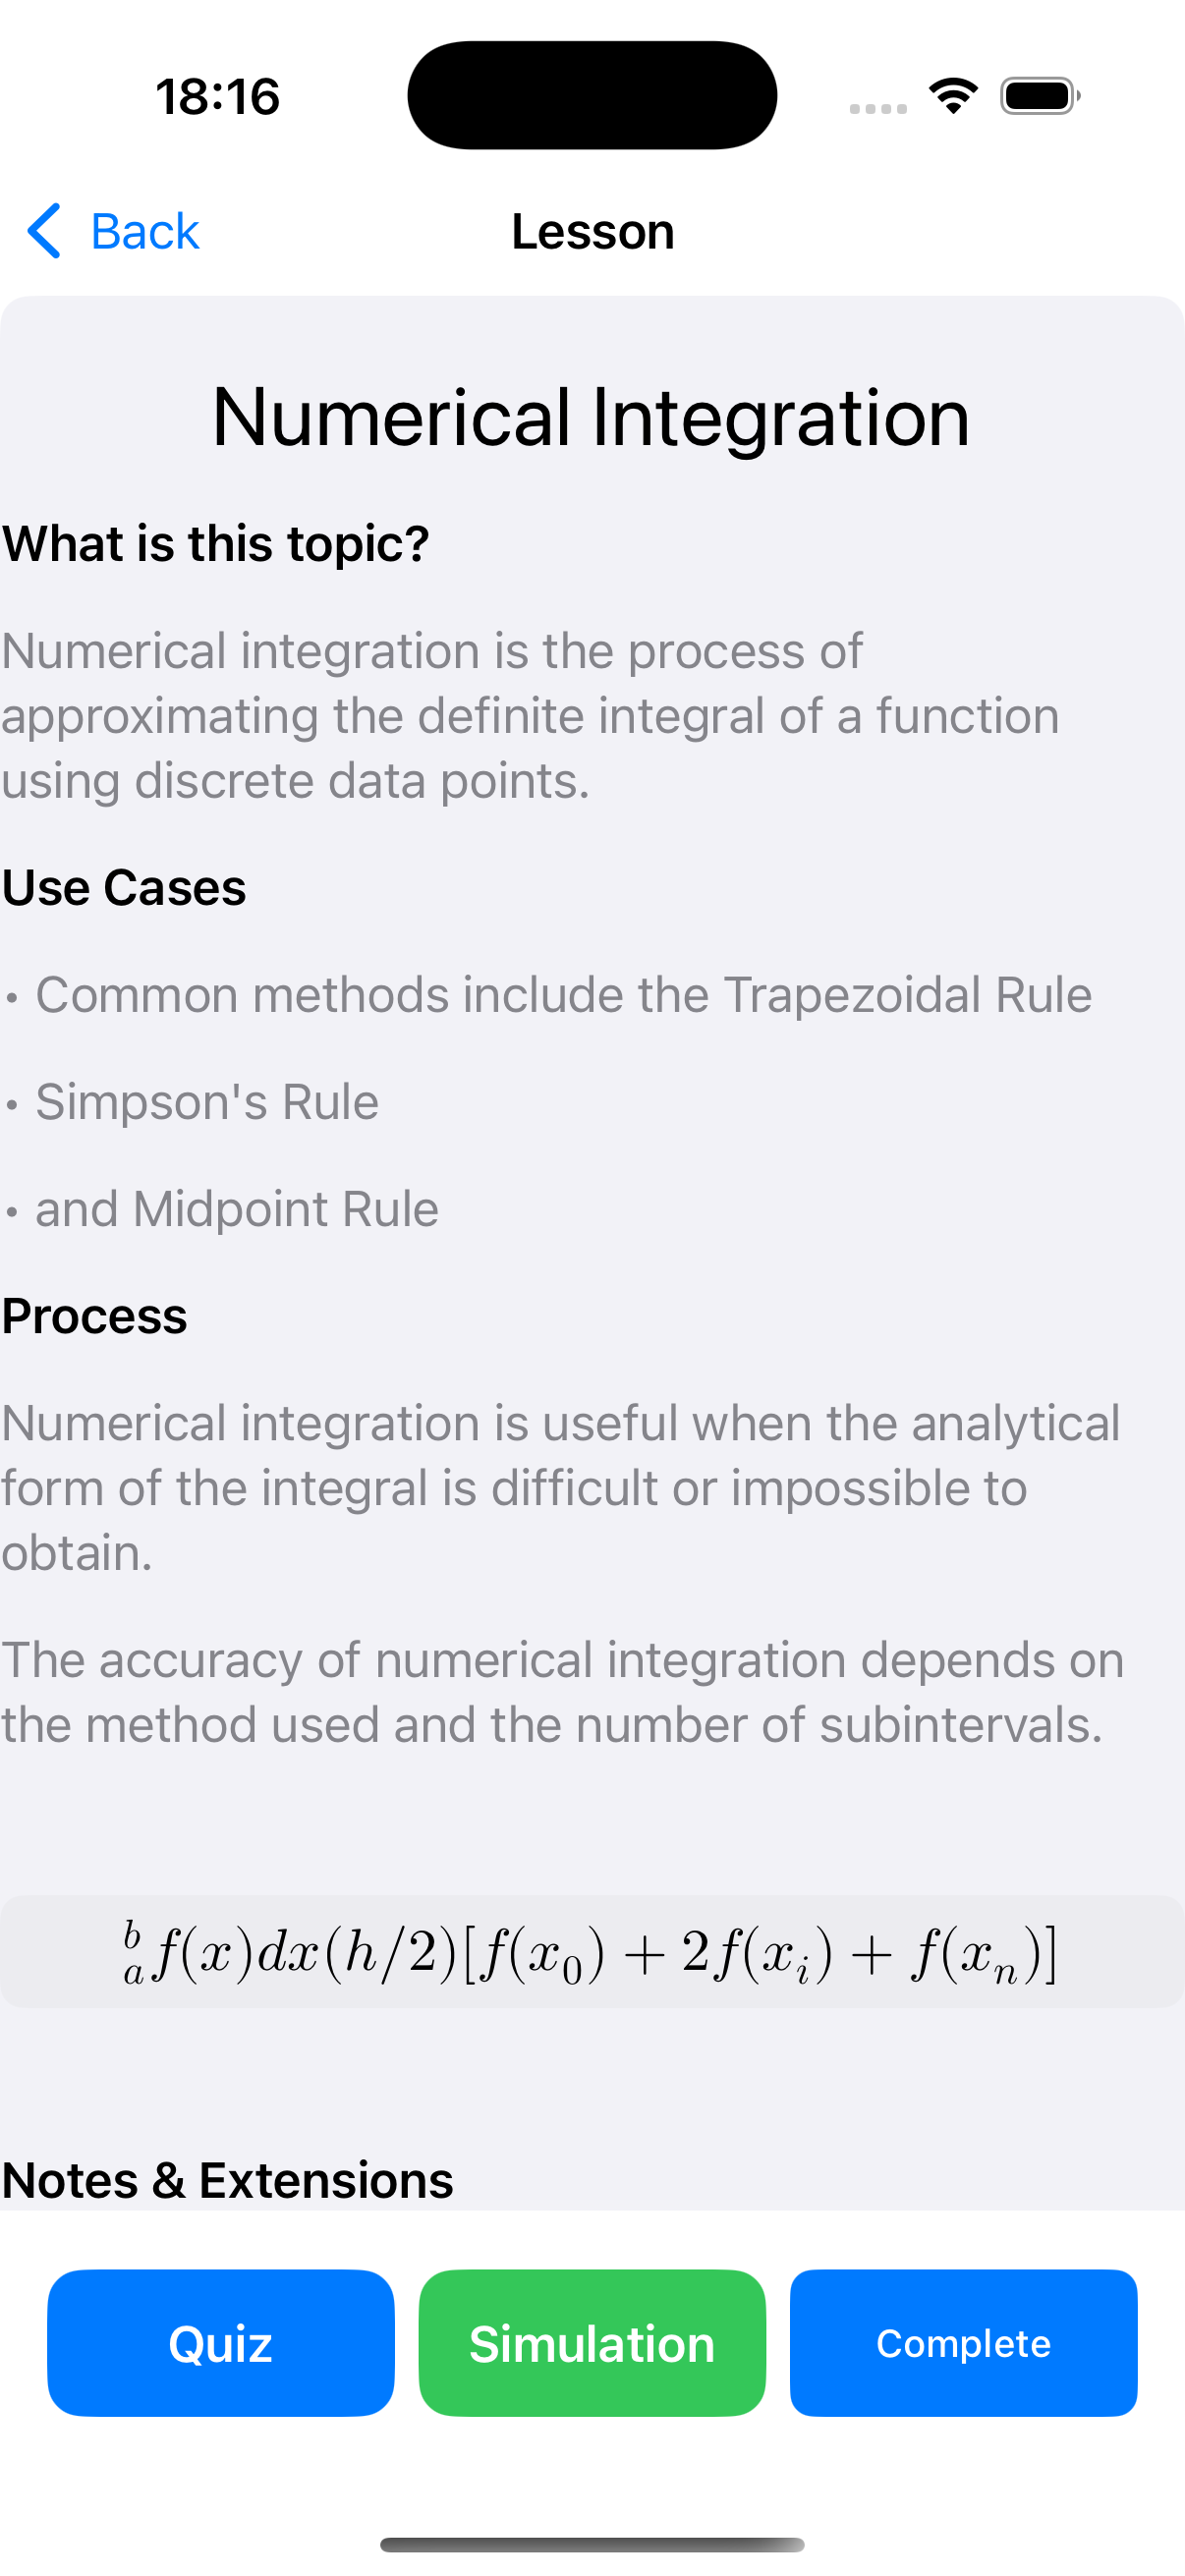 18:16
Back
Lesson
Numerical Integration
What is this topic?
Numerical integration is the process of
approximating the definite integral of a function
using discrete data points.
Use Cases
• Common methods include the Trapezoidal Rule
• Simpson's Rule
• and Midpoint Rule
Process
Numerical integration is useful when the analytical
form of the integral is difficult or impossible to
obtain.
The accuracy of numerical integration depends on
the method used and the number of subintervals.
$_a^b f(x)dx(h/2)[f(x_0) + 2f(x_i) + f(x_n)]$
Notes & Extensions
Quiz
Simulation
Complete